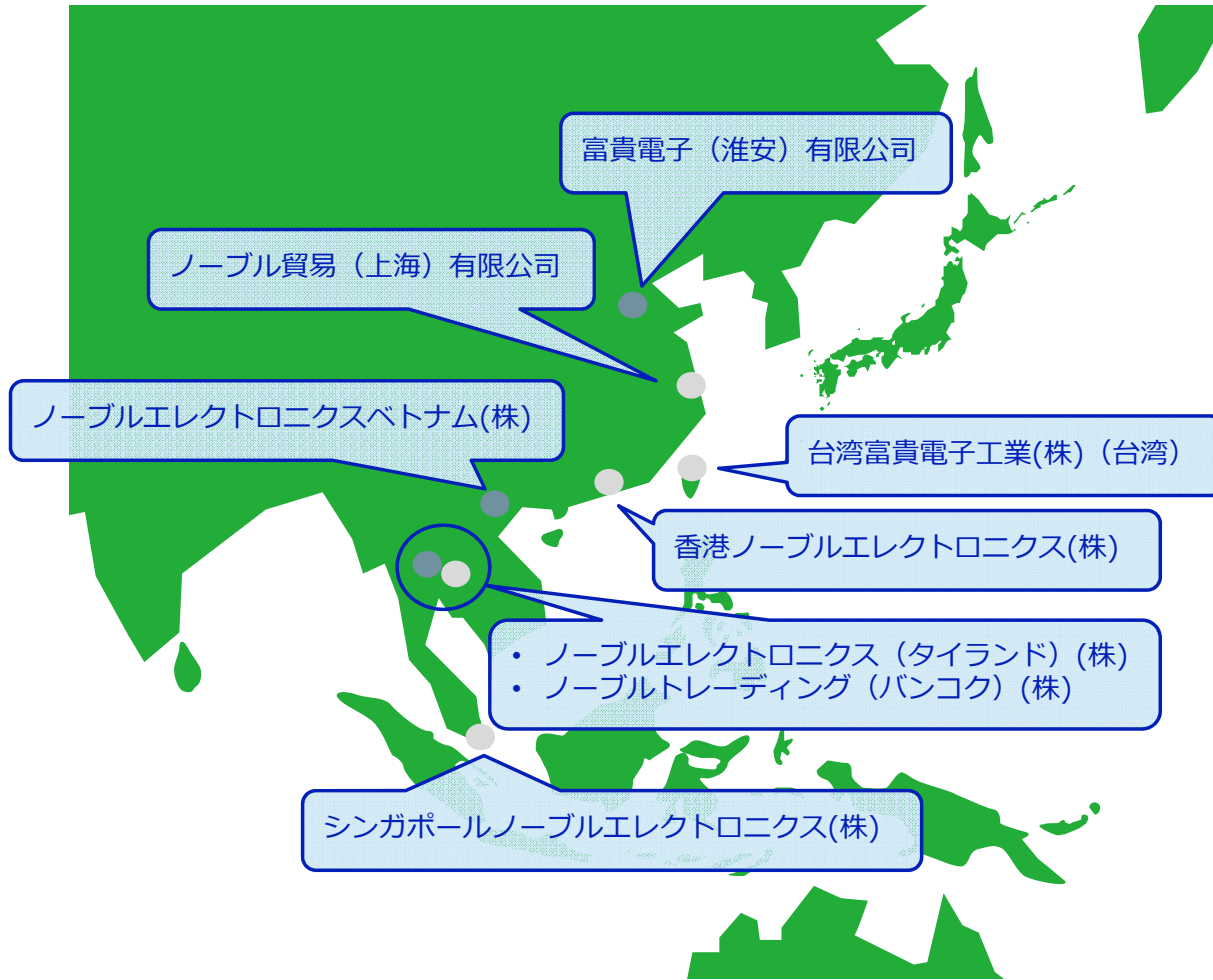 富貴電子（淮安）有限公司
ノーブル貿易（上海）有限公司
ノーブルエレクトロニクスベトナム(株)
台湾富貴電子工業(株)（台湾）
香港ノーブルエレクトロニクス(株)
• ノーブルエレクトロニクス（タイランド）(株)
• ノーブルトレーディング（バンコク）(株)
シンガポールノーブルエレクトロニクス(株)